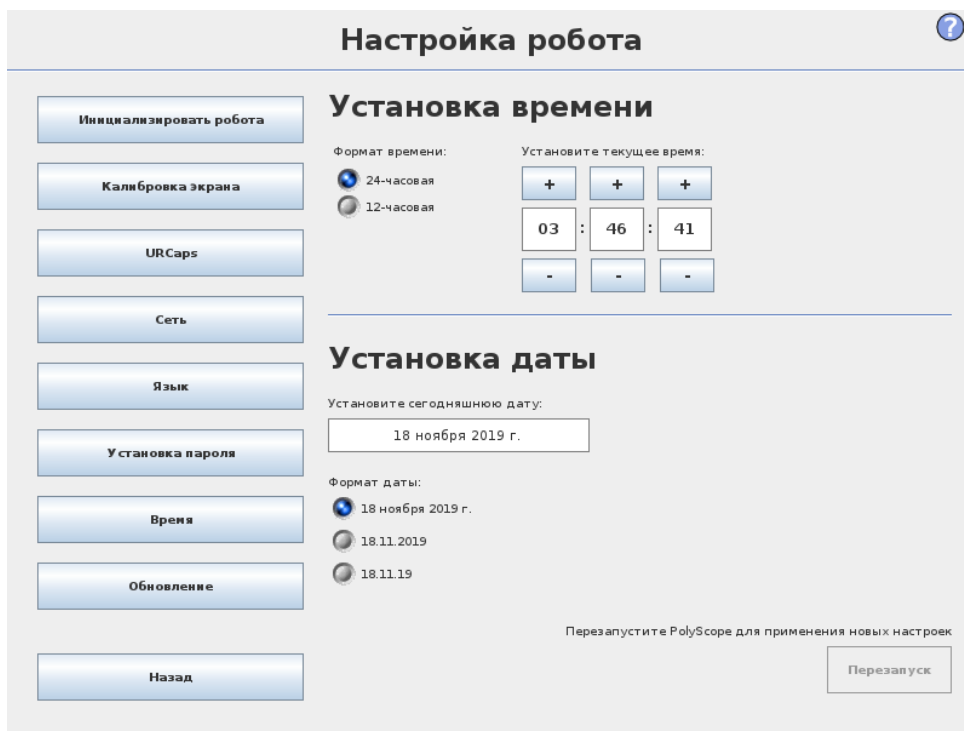 Настройка робота
?
Инициализировать робота
Калибровка экрана
URCaps
Сеть
Язык
Установка пароля
Время
Обновление
Назад
Установка времени
Формат времени:
24-часовая
12-часовая
Установите текущее время:
+ + +
03 : 46 : 41
- - -
Установка даты
Установите сегодняшнюю дату:
18 ноября 2019 г.
Формат даты:
18 ноября 2019 г.
18.11.2019
18.11.19
Перезапустите PolyScope для применения новых настроек
Перезапуск